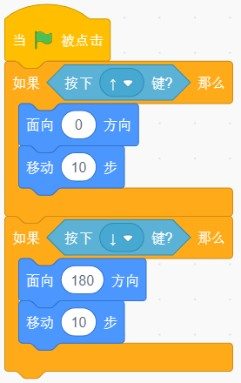 当 被点击
如果 按下 ↑ 键? 那么
面向 0 方向
移动 10 步
如果 按下 ↓ 键? 那么
面向 180 方向
移动 10 步